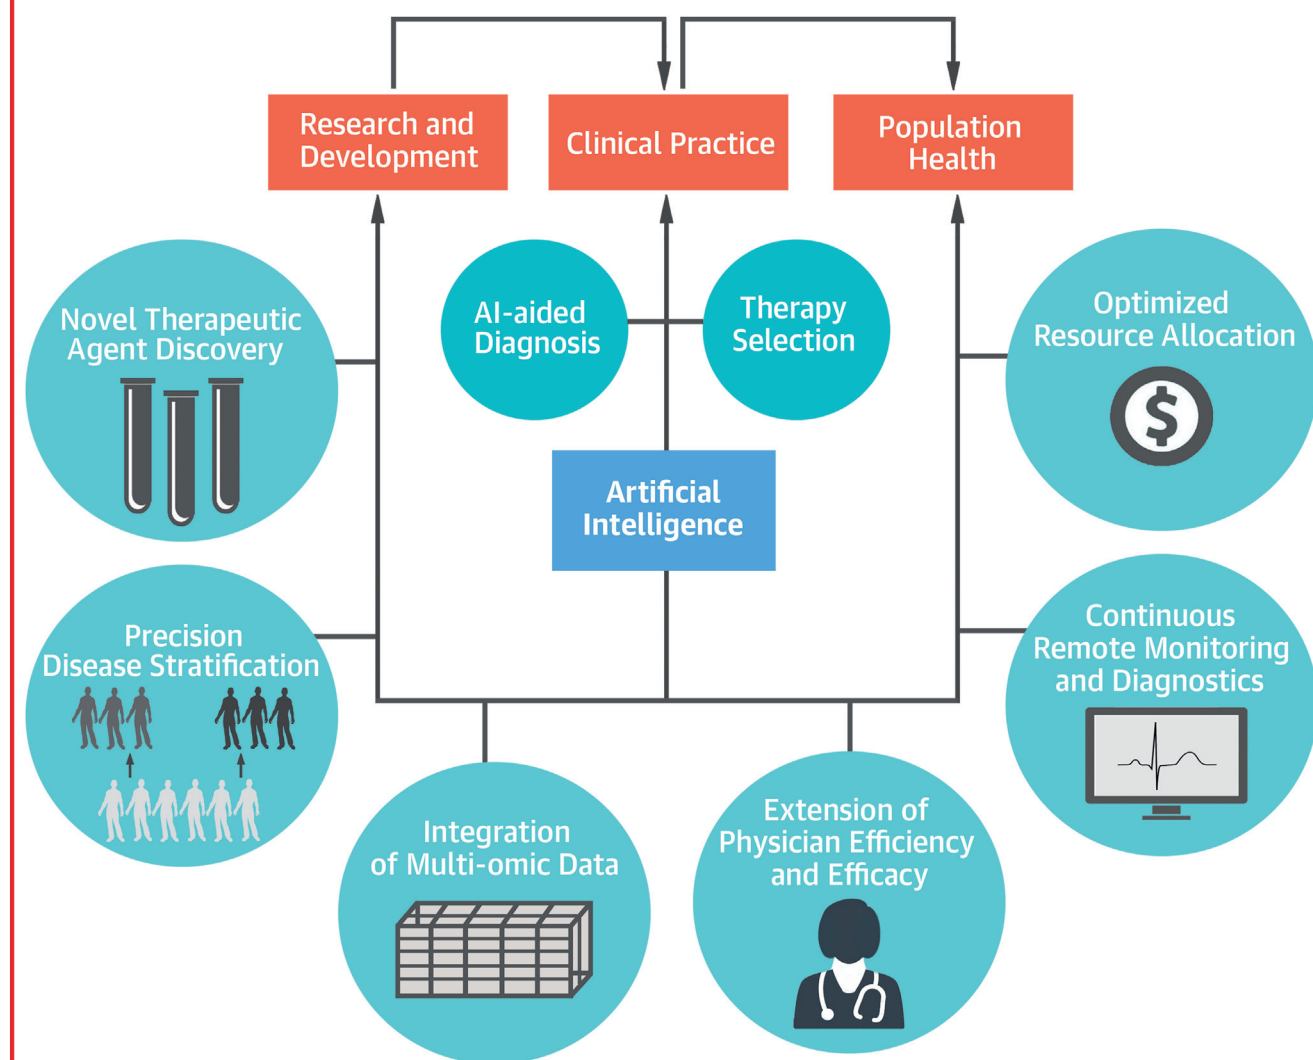 Research and
Development
Clinical Practice
Population
Health
Novel Therapeutic
Agent Discovery
AI-aided
Diagnosis
Therapy
Selection
Optimized
Resource Allocation
$
Artificial
Intelligence
Precision
Disease Stratification
Continuous
Remote Monitoring
and Diagnostics
Integration
of Multi-omic Data
Extension of
Physician Efficiency
and Efficacy